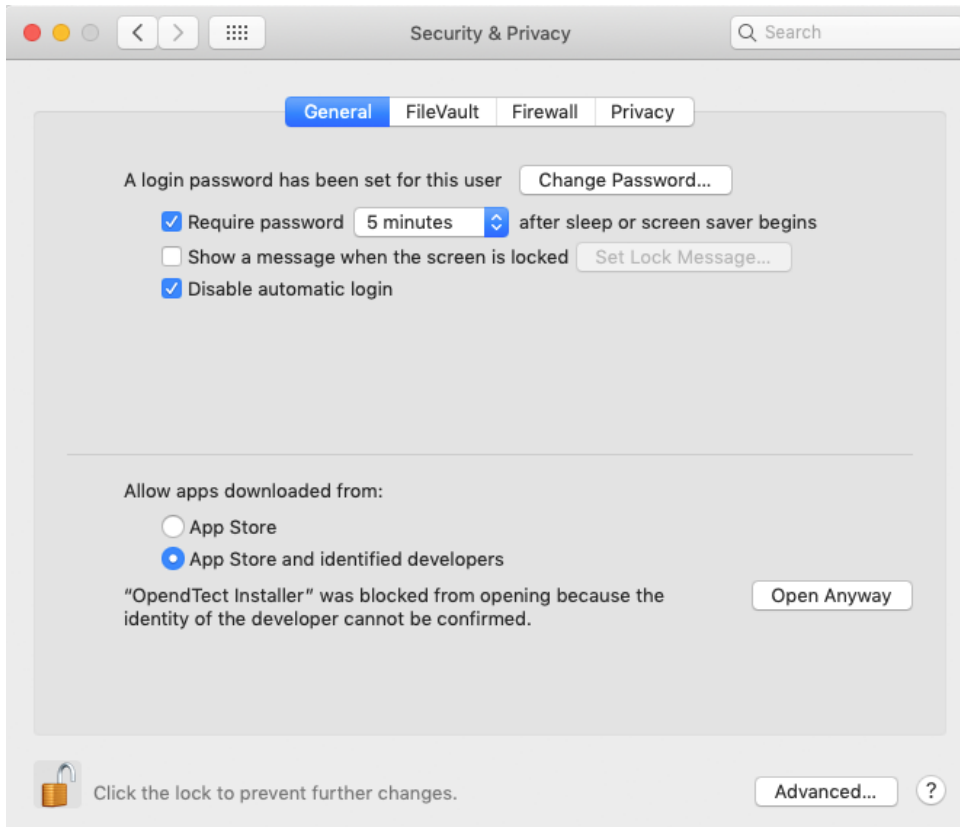 Security & Privacy
Search
General FileVault Firewall Privacy
A login password has been set for this user Change Password...
Require password 5 minutes after sleep or screen saver begins
Show a message when the screen is locked Set Lock Message...
Disable automatic login
Allow apps downloaded from:
App Store
App Store and identified developers
“OpendTect Installer” was blocked from opening because the Open Anyway
identity of the developer cannot be confirmed.
Click the lock to prevent further changes. Advanced... ?